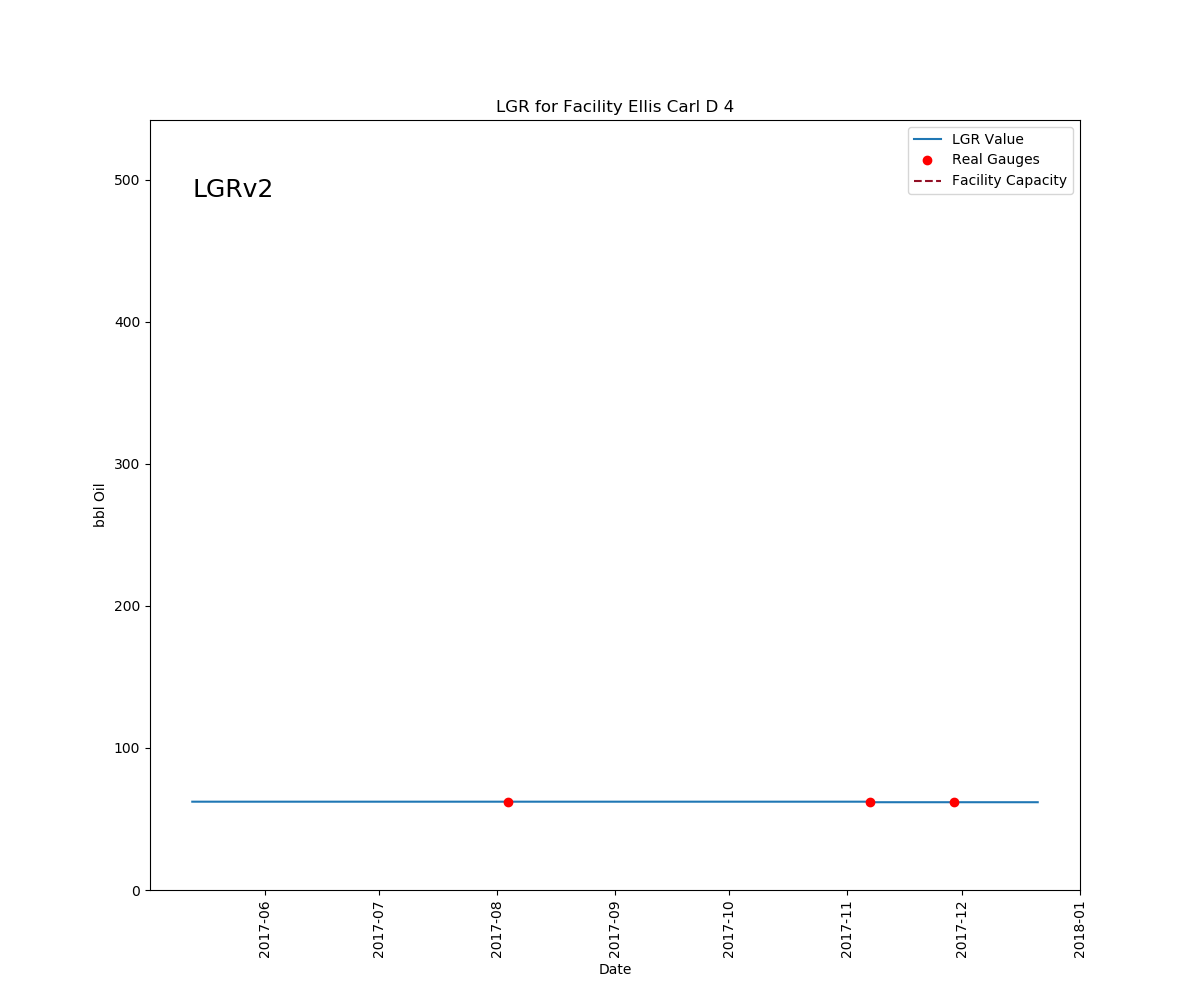 LGR for Facility Ellis Carl D 4
LGRv2
LGR Value
Real Gauges
Facility Capacity
bbl Oil
500
400
300
200
100
0
2017-06
2017-07
2017-08
2017-09
2017-10
2017-11
2017-12
2018-01
Date